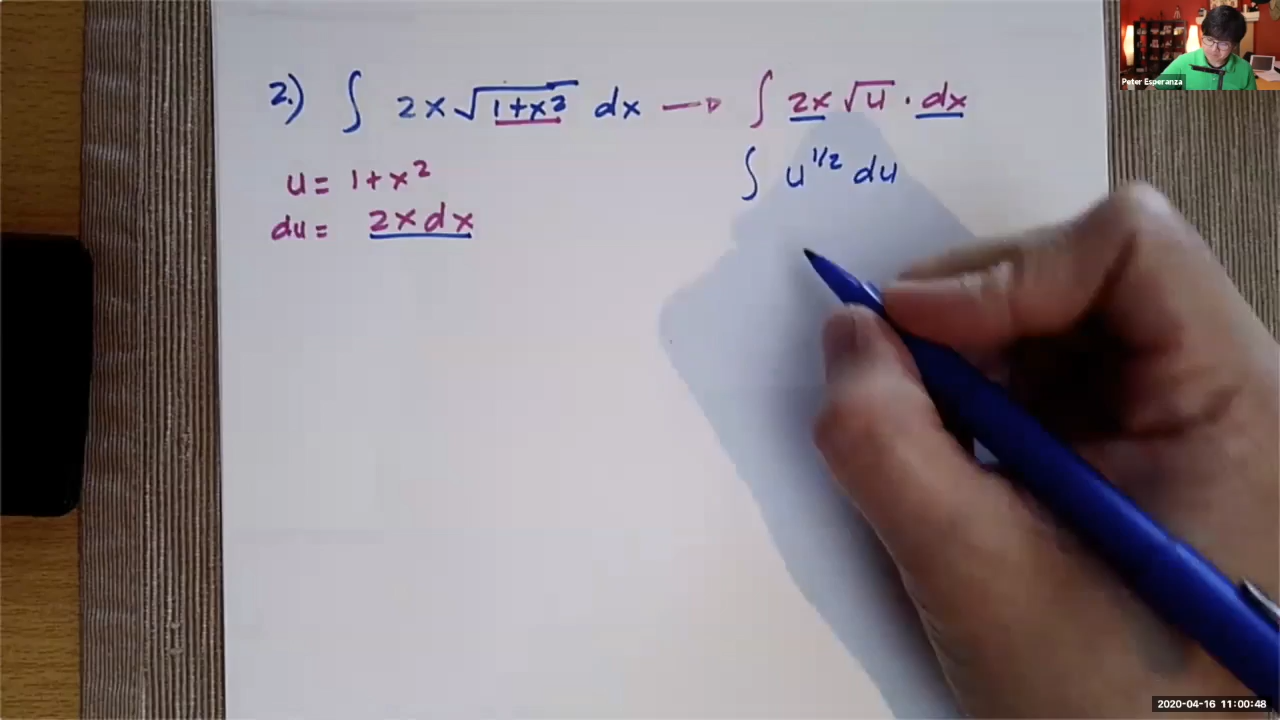 2.) ∫ 2x√(1+x²) dx → ∫ 2x √u · dx
∫ u^1/2 du
u = 1+x²
du = 2x dx
Peter Esperanza
2020-04-16 11:00:48